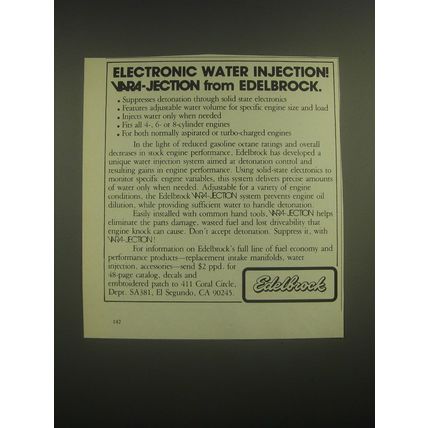 ELECTRONIC WATER INJECTION!
VARA-JECTION from EDELBROCK.
• Suppresses detonation through solid state electronics
• Features adjustable water volume for specific engine size and load
• Injects water only when needed
• Fits all 4-, 6- or 8-cylinder engines
• For both normally aspirated or turbo-charged engines
In the light of reduced gasoline octane ratings and overall
decreases in stock engine performance, Edelbrock has developed a
unique water injection system aimed at detonation control and
resulting gains in engine performance. Using solid-state electronics to
monitor specific engine variables, this system delivers precise amounts
of water only when needed. Adjustable for a variety of engine
conditions, the Edelbrock VARA-JECTION system prevents engine oil
dilution, while providing sufficient water to handle detonation.
Easily installed with common hand tools, VARA-JECTION helps
eliminate the parts damage, wasted fuel and lost driveability that
engine knock can cause. Don't accept detonation. Suppress it, with
VARA-JECTION!
For information on Edelbrock's full line of fuel economy and
performance products—replacement intake manifolds, water
injection, accessories—send $2 ppd. for
48-page catalog, decals and
embroidered patch to 411 Coral Circle,
Dept. SA381, El Segundo, CA 90245.
Edelbrock
142